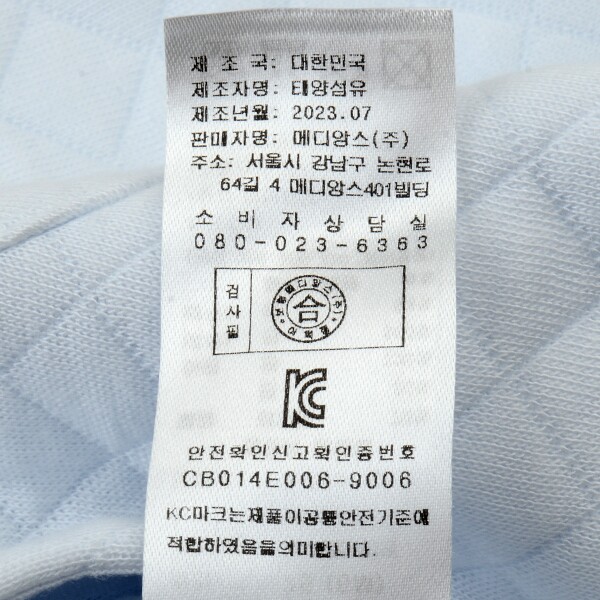 제 조 국: 대한민국
제조자명: 태양섬유
제조년월: 2023.07
판매자명: 메디앙스(주)
주소: 서울시 강남구 논현로
64길 4 메디앙스401빌딩
소 비 자 상 담 실
080-023-6363
검사필
합
KC
안전확인신고확인증번호
CB014E006-9006
KC마크는제품이공통안전기준에
적합하였음을의미합니다.